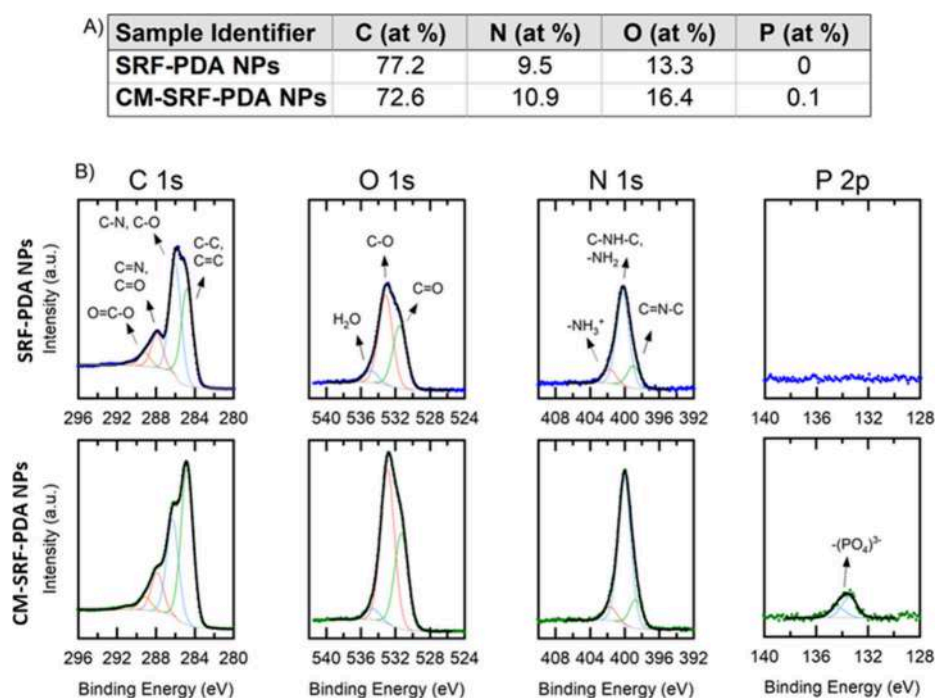 A)
Sample Identifier C (at %) N (at %) O (at %) P (at %)
SRF-PDA NPs 77.2 9.5 13.3 0
CM-SRF-PDA NPs 72.6 10.9 16.4 0.1
B)
C 1s O 1s N 1s P 2p
SRF-PDA NPs
Intensity (a.u.)
C-N, C-O
C-C,
C=C
C=N,
C=O
O=C-O
C-O
C=O
H₂O
C-NH-C,
-NH₂
C=N-C
-NH₃⁺
296 292 288 284 280 540 536 532 528 524 408 404 400 396 392 140 136 132 128
CM-SRF-PDA NPs
Intensity (a.u.)
-(PO₄)³⁻
296 292 288 284 280 540 536 532 528 524 408 404 400 396 392 140 136 132 128
Binding Energy (eV) Binding Energy (eV) Binding Energy (eV) Binding Energy (eV)